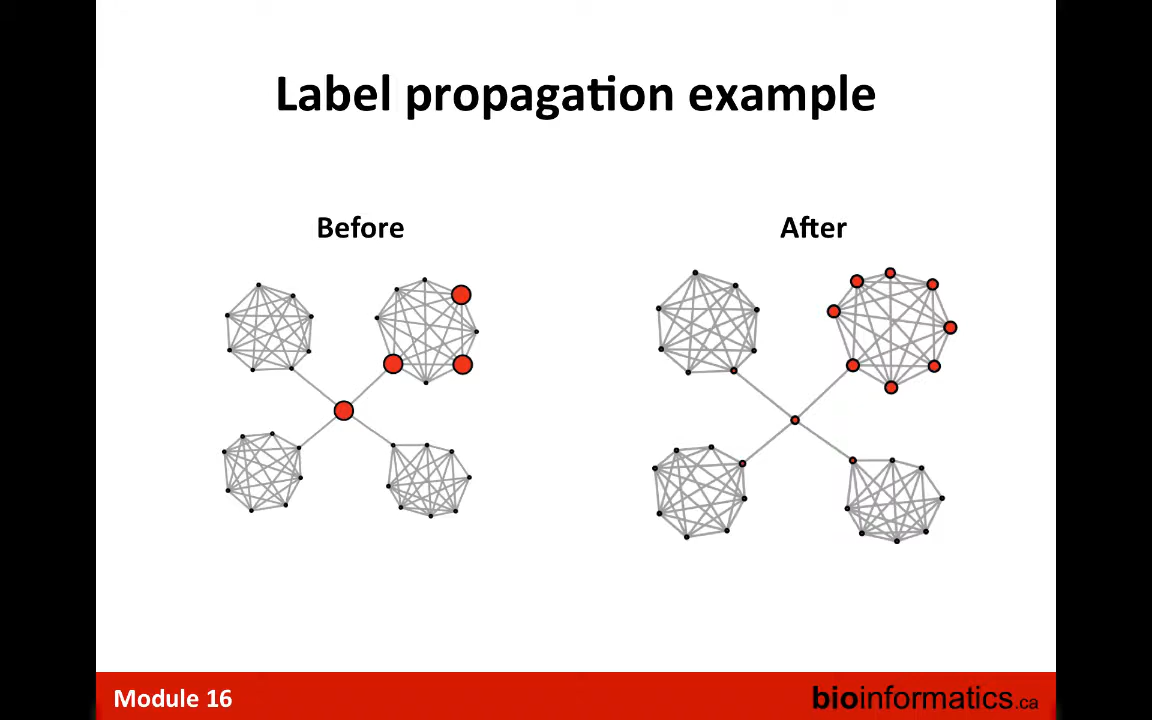 Label propagation example
Before
After
Module 16
bioinformatics.ca